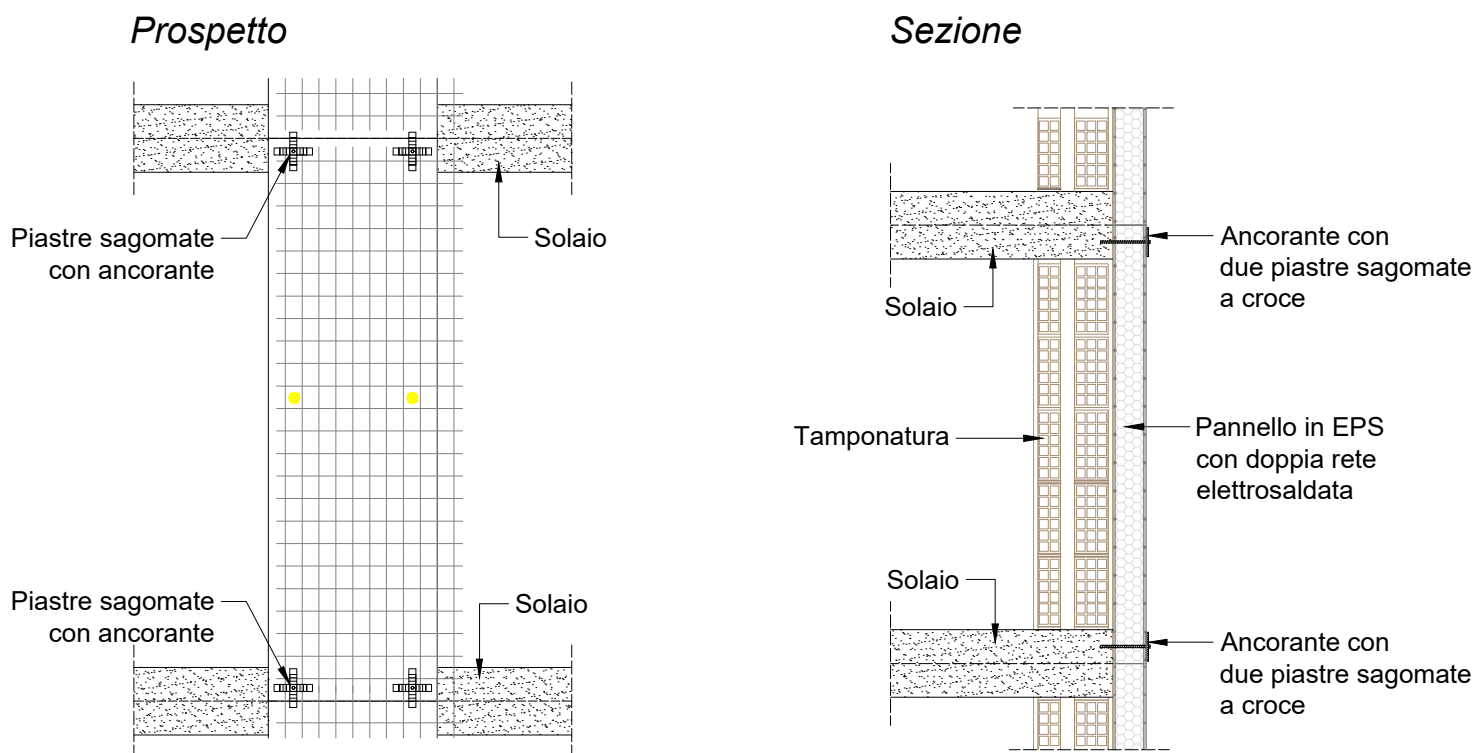 Prospetto
Piastre sagomate
con ancorante
Solaio
Piastre sagomate
con ancorante
Solaio
Sezione
Ancorante con
due piastre sagomate
a croce
Solaio
Tamponatura
Pannello in EPS
con doppia rete
elettrosaldata
Solaio
Ancorante con
due piastre sagomate
a croce